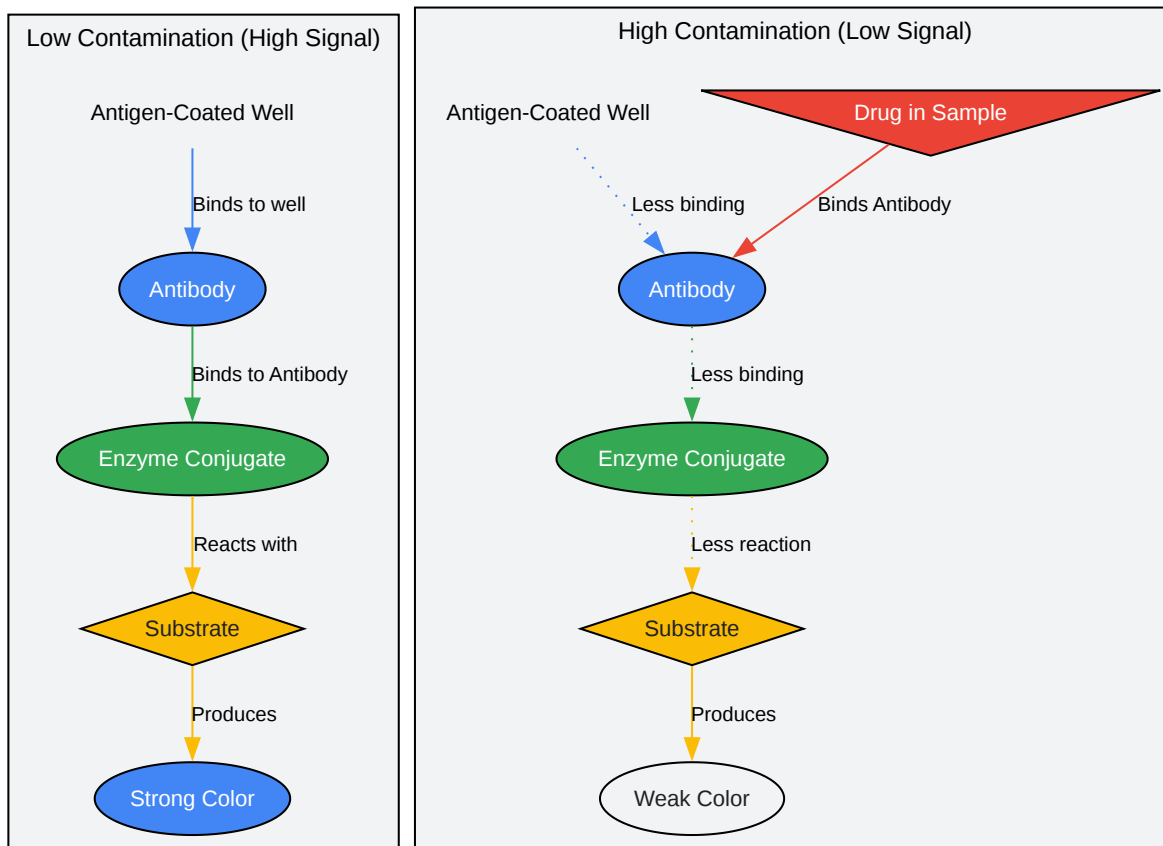 Low Contamination (High Signal)
Antigen-Coated Well
Binds to well
Antibody
Binds to Antibody
Enzyme Conjugate
Reacts with
Substrate
Produces
Strong Color
High Contamination (Low Signal)
Antigen-Coated Well
Drug in Sample
Less binding
Binds Antibody
Antibody
Less binding
Enzyme Conjugate
Less reaction
Substrate
Produces
Weak Color